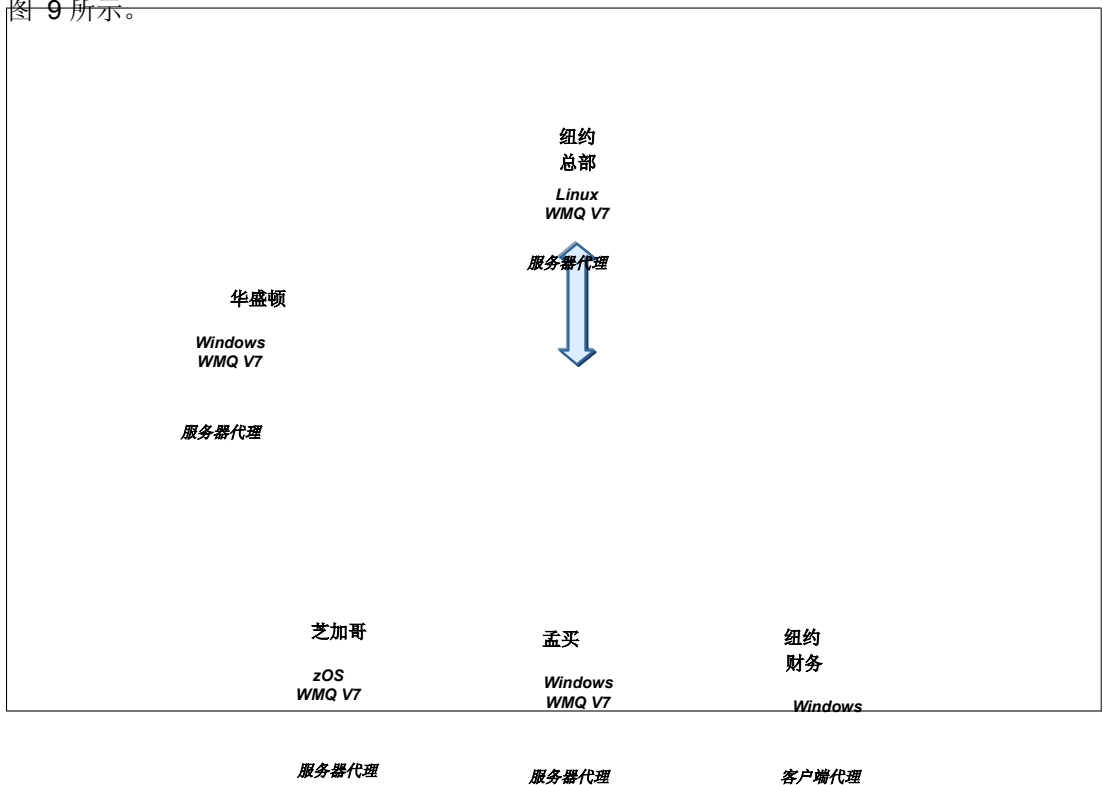 图 9 所示。
纽约
总部
Linux
WMQ V7
服务器代理
华盛顿
Windows
WMQ V7
服务器代理
芝加哥
zOS
WMQ V7
服务器代理
孟买
Windows
WMQ V7
服务器代理
纽约
财务
Windows
客户端代理